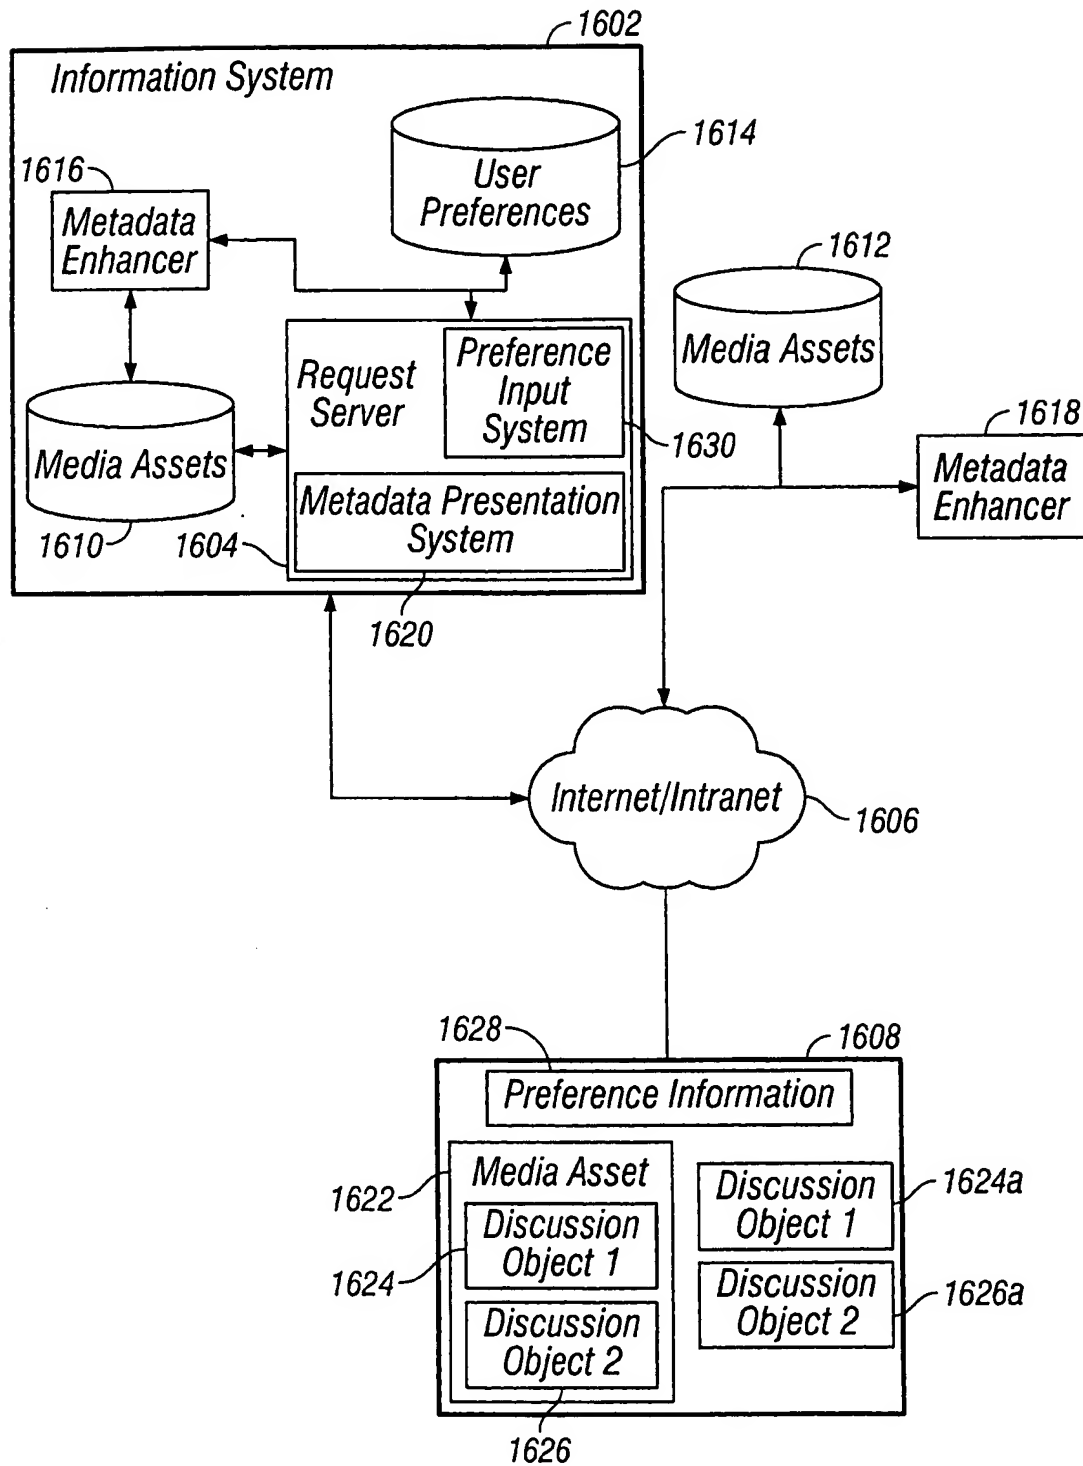 1602
Information System
1614
User
Preferences
1616
Metadata
Enhancer
1612
Media Assets
Request
Server
Preference
Input
System
1630
1618
Metadata
Enhancer
Media Assets
Metadata Presentation
System
1610
1604
1620
Internet/Intranet
1606
1628
1608
Preference Information
1622
Media Asset
Discussion
Object 1
1624
Discussion
Object 2
1626
Discussion
Object 1
1624a
Discussion
Object 2
1626a